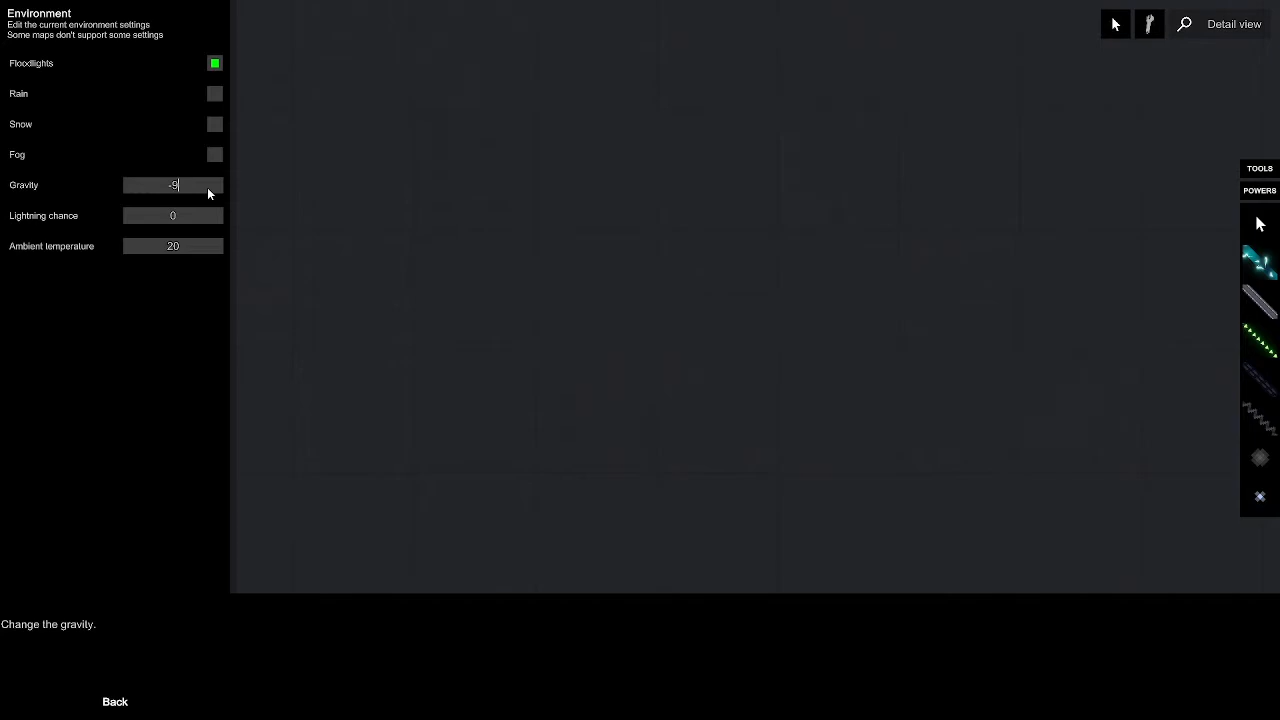 Environment
Edit the current environment settings
Some maps don't support some settings
Detail view
Floodlights
Rain
Snow
Fog
Gravity -9
Lightning chance 0
Ambient temperature 20
TOOLS
POWERS
Change the gravity.
Back